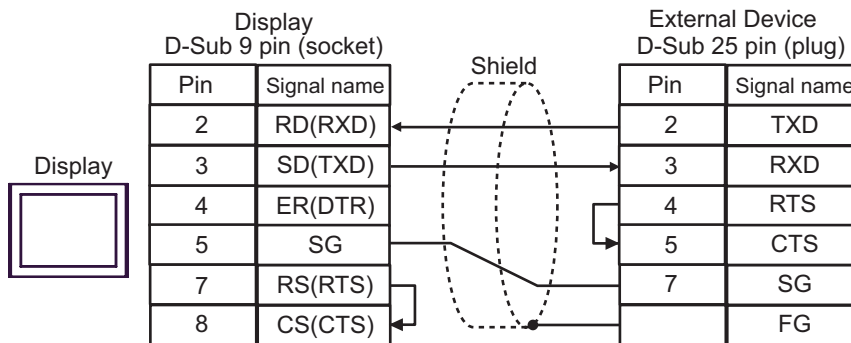 Display
D-Sub 9 pin (socket)
External Device
D-Sub 25 pin (plug)
Shield
Pin Signal name Pin Signal name
2 RD(RXD) 2 TXD
3 SD(TXD) 3 RXD
Display
4 ER(DTR) 4 RTS
5 SG 5 CTS
7 RS(RTS) 7 SG
8 CS(CTS) FG